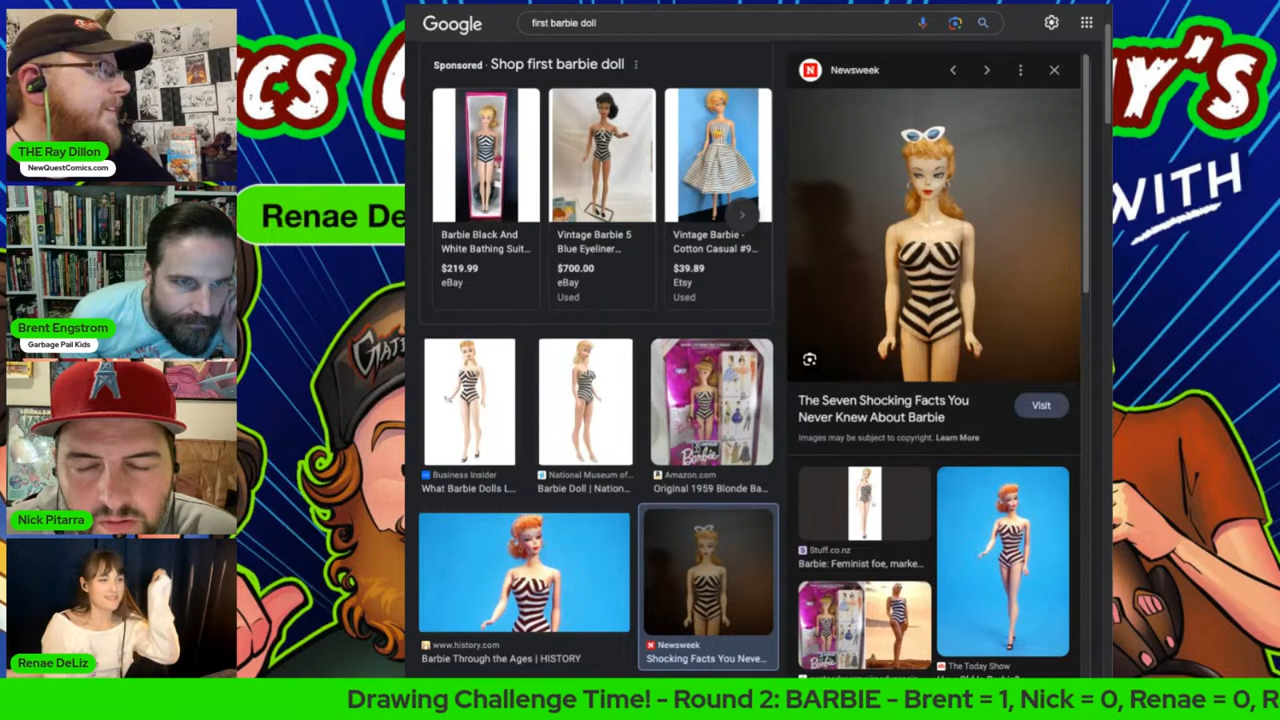 THE Ray Dillon
NewQuestComics.com
Brent Engstrom
Garbage Pail Kids
Nick Pitarra
Renae DeLiz
CS
Renae De
Y'S
WITH
Google
first barbie doll
Sponsored · Shop first barbie doll
Barbie Black And
White Bathing Suit...
$219.99
eBay
Vintage Barbie 5
Blue Eyeliner...
$700.00
eBay
Used
Vintage Barbie -
Cotton Casual #9...
$39.89
Etsy
Used
Business Insider
What Barbie Dolls L...
National Museum of...
Barbie Doll | Nation...
Amazon.com
Original 1959 Blonde Ba...
Barbie
www.history.com
Barbie Through the Ages | HISTORY
N Newsweek
Shocking Facts You Neve...
N Newsweek
The Seven Shocking Facts You
Never Knew About Barbie
Visit
Images may be subject to copyright. Learn More
Stuff.co.nz
Barbie: Feminist foe, marke...
The Today Show
Drawing Challenge Time! - Round 2: BARBIE - Brent = 1, Nick = 0, Renae = 0, R